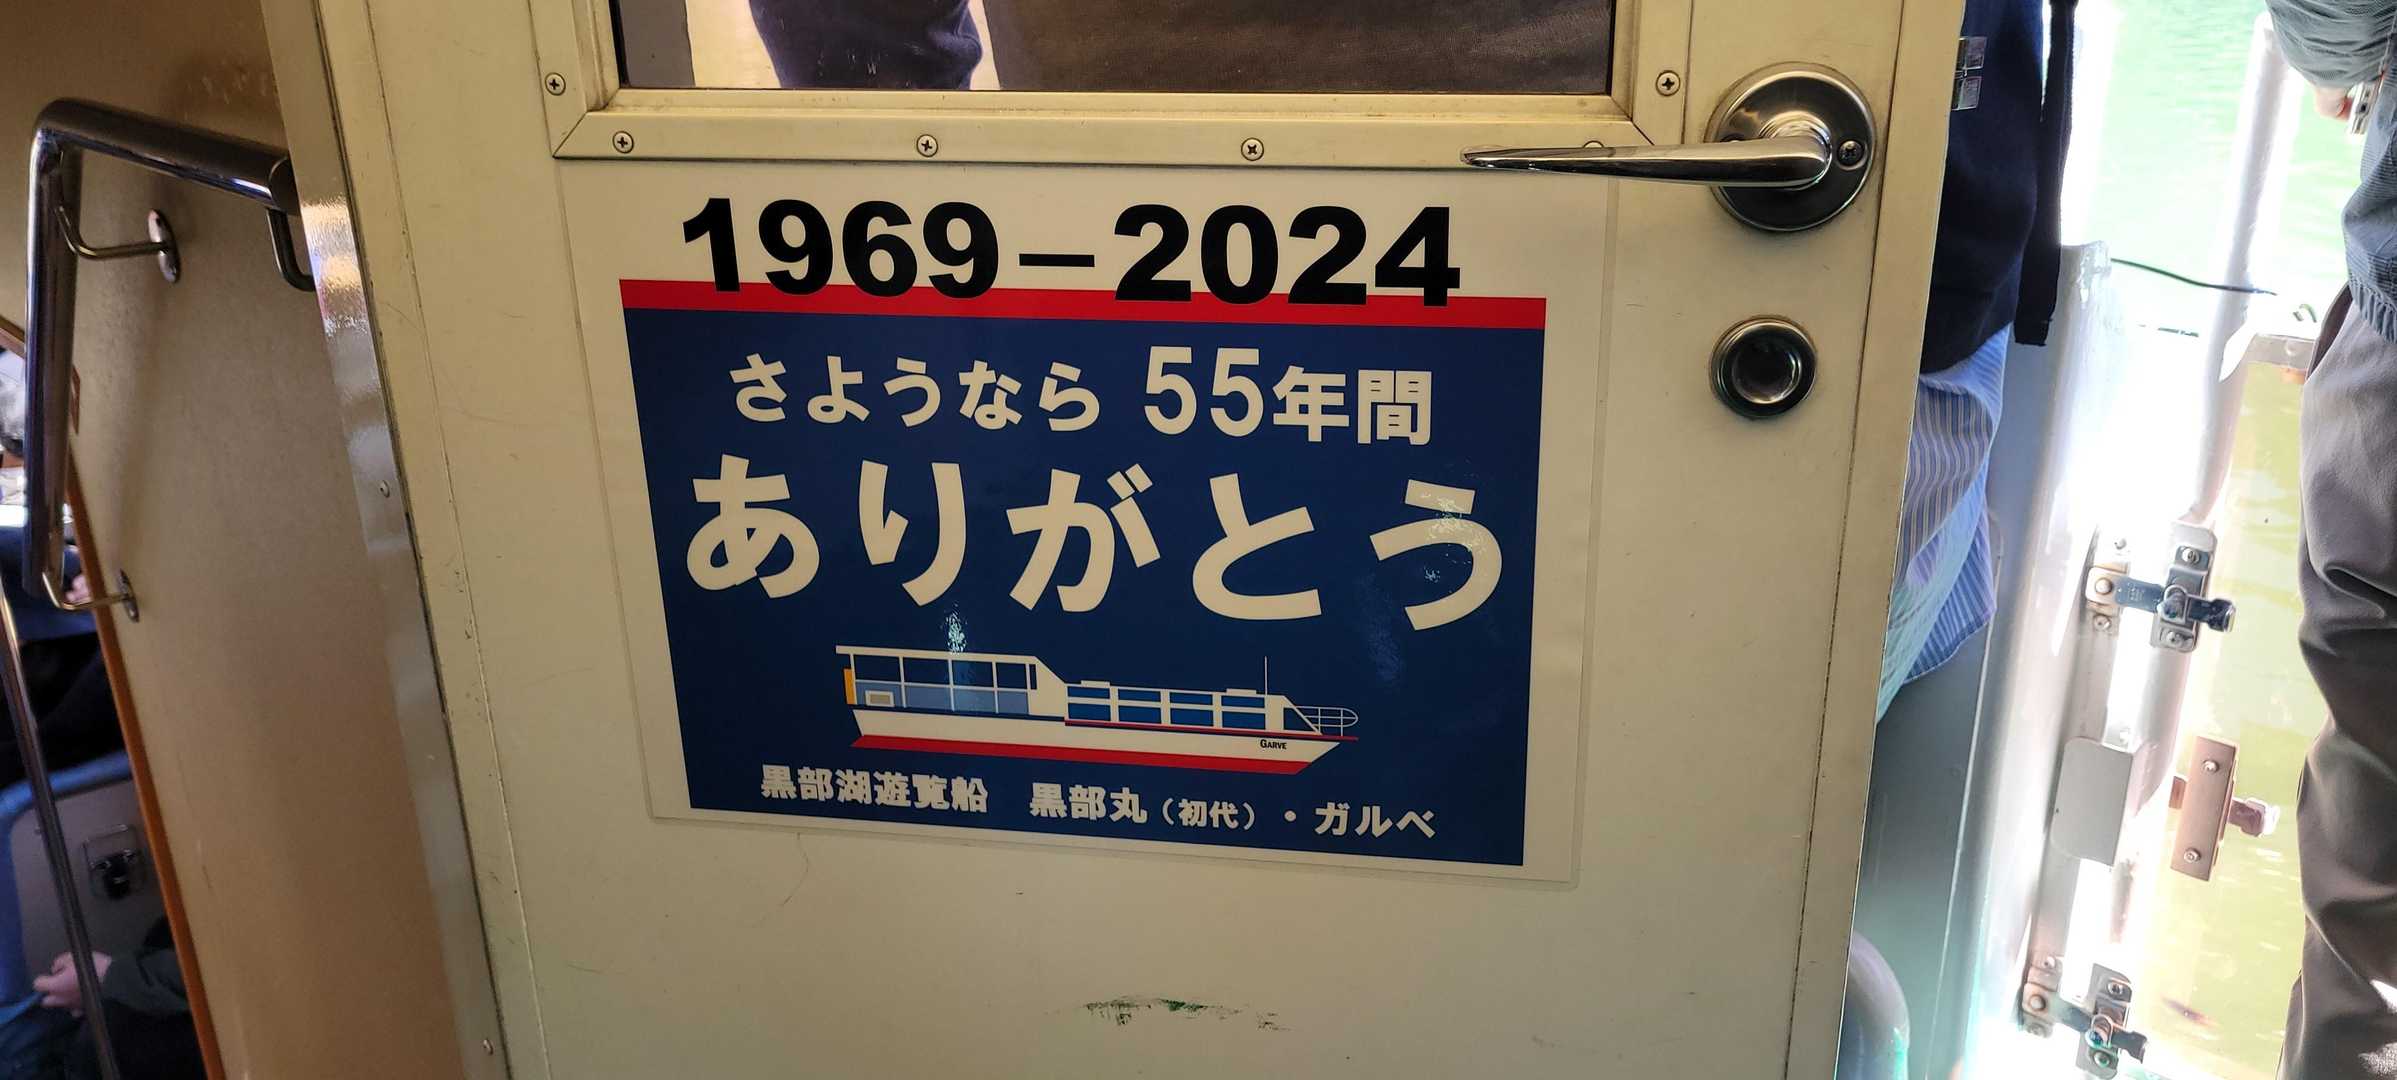 1969－2024
さようなら 55年間
ありがとう
GARVE
黒部湖遊覧船　黒部丸（初代）・ガルベ